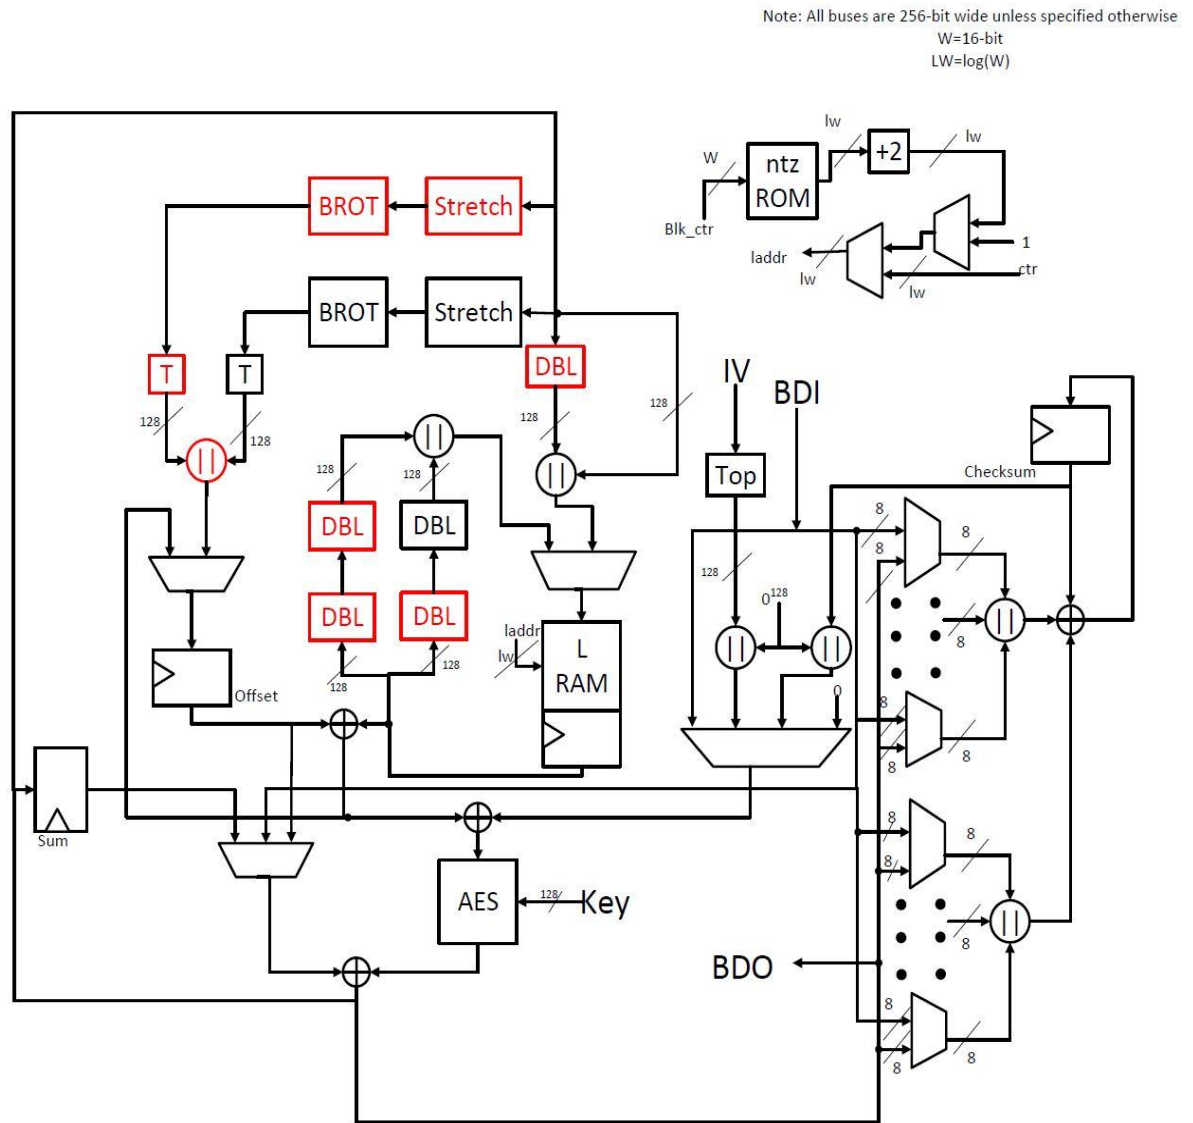 Note: All buses are 256-bit wide unless specified otherwise
W=16-bit
LW=log(W)
lw
lw
W
ntz
ROM
+2
Blk_ctr
1
laddr
lw
ctr
lw
BROT
Stretch
BROT
Stretch
T
T
DBL
128
128
128
128
||
||
||
128
128
DBL
DBL
DBL
DBL
128
128
IV
BDI
Top
128
0^128
||
||
0
Checksum
8
8
8
||
8
8
8
8
laddr
lw
L
RAM
Offset
Sum
AES
128
Key
BDO
8
8
8
||
8
8
8
8